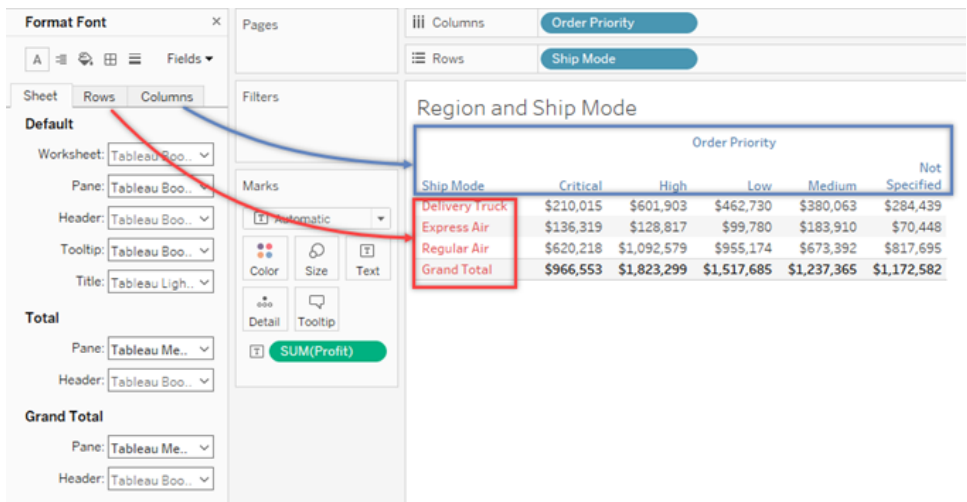 Format Font ×
A Fields
Sheet Rows Columns
Default
Worksheet: Tableau Boo..
Pane: Tableau Boo..
Header: Tableau Boo..
Tooltip: Tableau Boo..
Title: Tableau Ligh..
Total
Pane: Tableau Me..
Header: Tableau Boo..
Grand Total
Pane: Tableau Me..
Header: Tableau Boo..
Pages
Filters
Marks
T Automatic
Color Size Text
Detail Tooltip
T SUM(Profit)
Columns Order Priority
Rows Ship Mode
Region and Ship Mode
Order Priority
Not
Ship Mode Critical High Low Medium Specified
Delivery Truck $210,015 $601,903 $462,730 $380,063 $284,439
Express Air $136,319 $128,817 $99,780 $183,910 $70,448
Regular Air $620,218 $1,092,579 $955,174 $673,392 $817,695
Grand Total $966,553 $1,823,299 $1,517,685 $1,237,365 $1,172,582